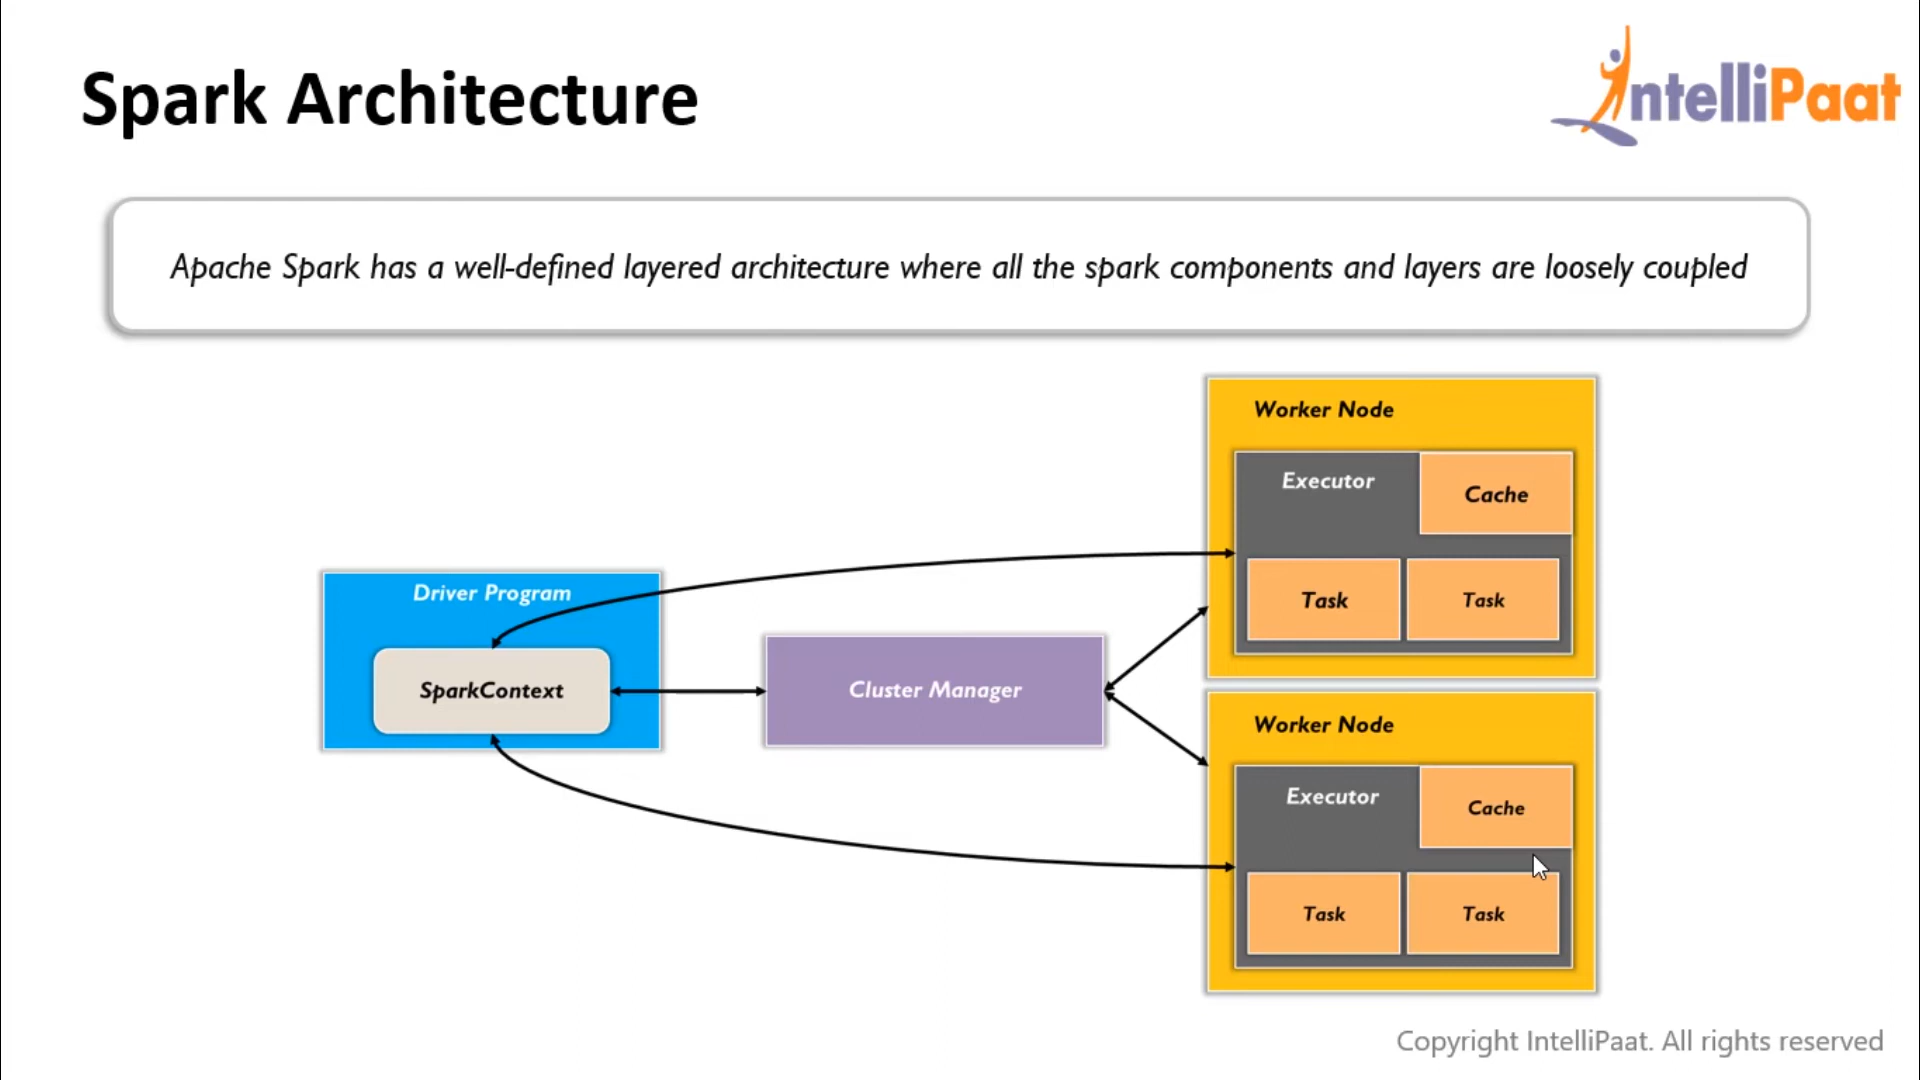 Spark Architecture
IntelliPaat
Apache Spark has a well-defined layered architecture where all the spark components and layers are loosely coupled
Driver Program
SparkContext
Cluster Manager
Worker Node
Executor
Cache
Task
Task
Worker Node
Executor
Cache
Task
Task
Copyright IntelliPaat. All rights reserved